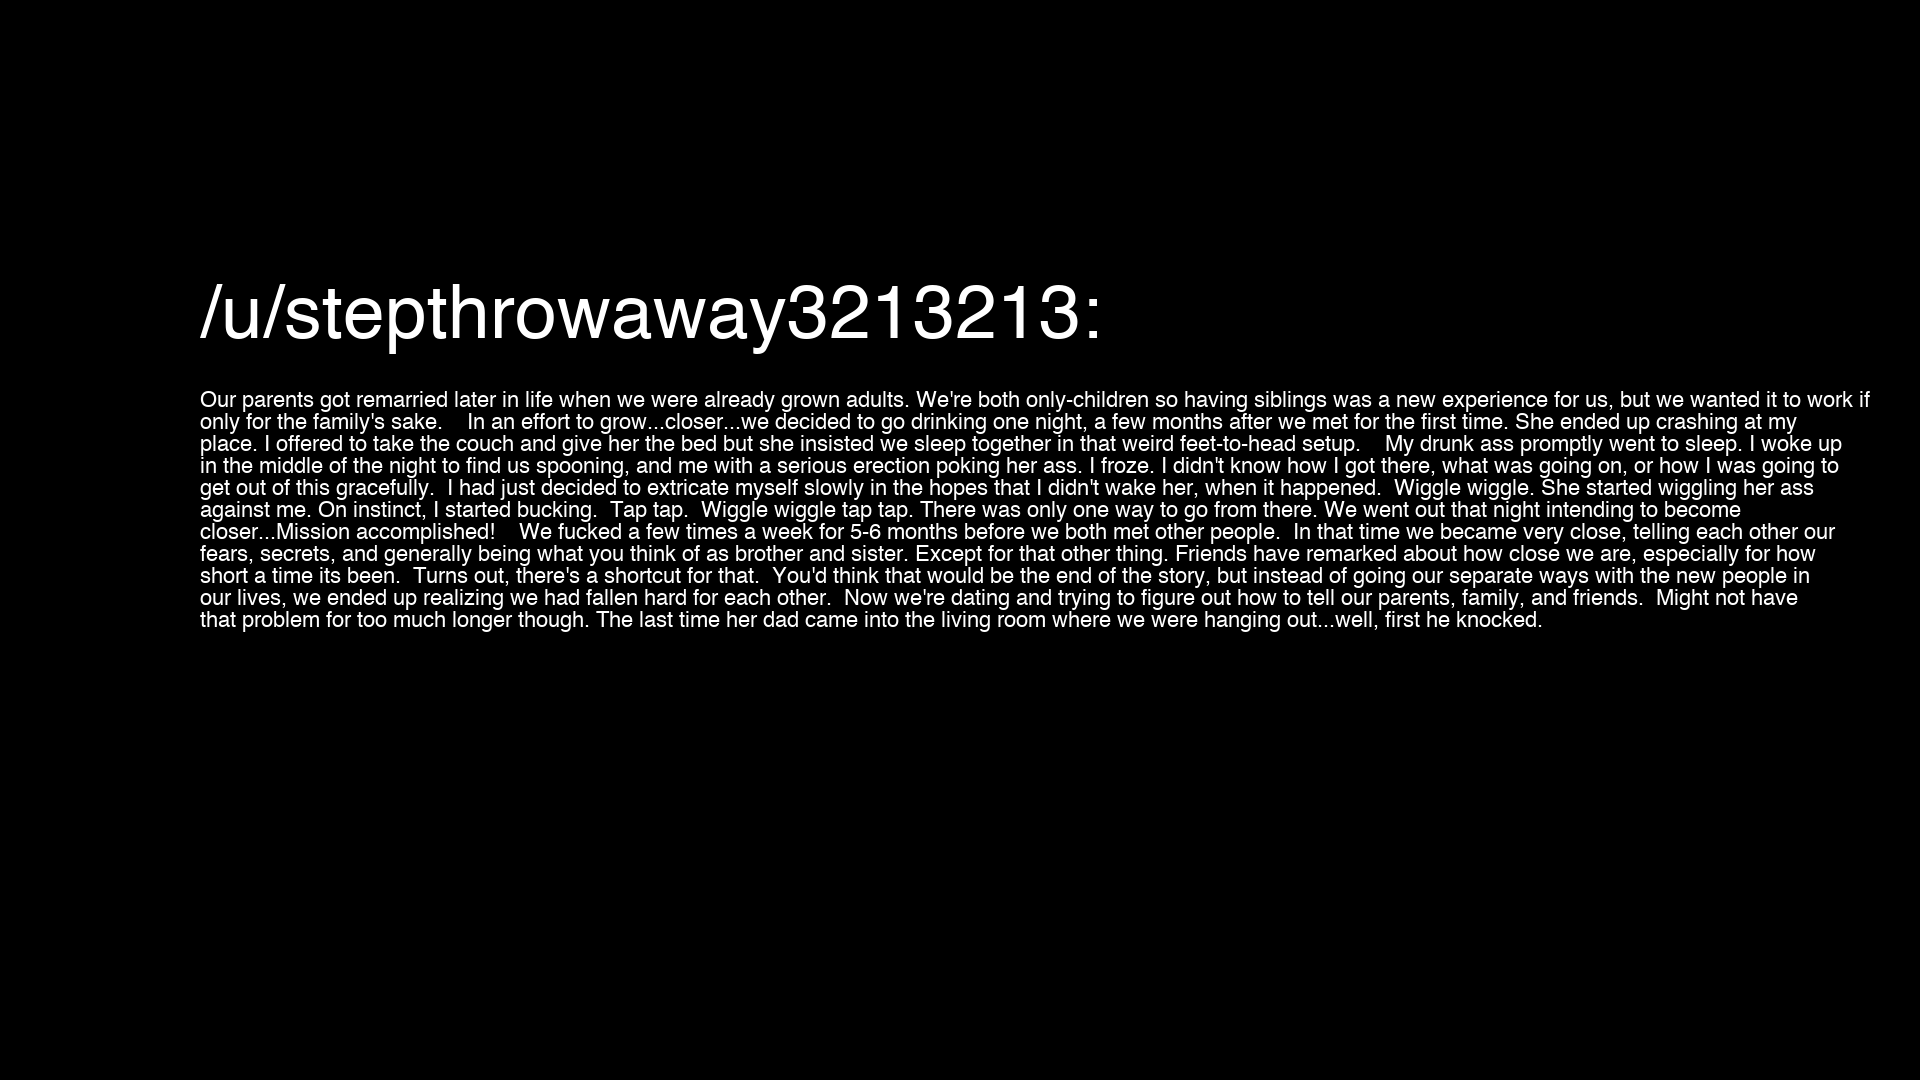 /u/stepthrowaway3213213:
Our parents got remarried later in life when we were already grown adults. We're both only-children so having siblings was a new experience for us, but we wanted it to work if
only for the family's sake.    In an effort to grow...closer...we decided to go drinking one night, a few months after we met for the first time. She ended up crashing at my
place. I offered to take the couch and give her the bed but she insisted we sleep together in that weird feet-to-head setup.    My drunk ass promptly went to sleep. I woke up
in the middle of the night to find us spooning, and me with a serious erection poking her ass. I froze. I didn't know how I got there, what was going on, or how I was going to
get out of this gracefully.  I had just decided to extricate myself slowly in the hopes that I didn't wake her, when it happened.  Wiggle wiggle. She started wiggling her ass
against me. On instinct, I started bucking.  Tap tap.  Wiggle wiggle tap tap. There was only one way to go from there. We went out that night intending to become
closer...Mission accomplished!    We fucked a few times a week for 5-6 months before we both met other people.  In that time we became very close, telling each other our
fears, secrets, and generally being what you think of as brother and sister. Except for that other thing. Friends have remarked about how close we are, especially for how
short a time its been.  Turns out, there's a shortcut for that.  You'd think that would be the end of the story, but instead of going our separate ways with the new people in
our lives, we ended up realizing we had fallen hard for each other.  Now we're dating and trying to figure out how to tell our parents, family, and friends.  Might not have
that problem for too much longer though. The last time her dad came into the living room where we were hanging out...well, first he knocked.